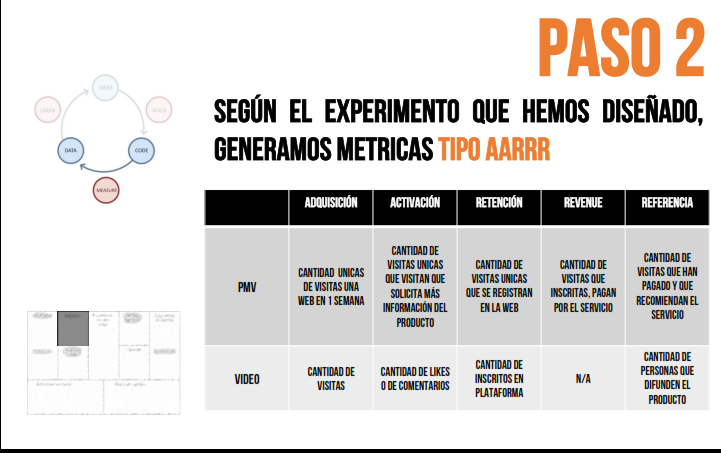 PASO 2
SEGÚN EL EXPERIMENTO QUE HEMOS DISEÑADO,
GENERAMOS METRICAS TIPO AARRR
IDEAS
LEARN
BUILD
DATA
CODE
MEASURE
ADQUISICIÓN
ACTIVACIÓN
RETENCIÓN
REVENUE
REFERENCIA
PMV
CANTIDAD UNICAS
DE VISITAS UNA
WEB EN 1 SEMANA
CANTIDAD DE
VISITAS UNICAS
QUE VISITAN QUE
SOLICITA MÁS
INFORMACIÓN DEL
PRODUCTO
CANTIDAD DE
VISITAS UNICAS
QUE SE REGISTRAN
EN LA WEB
CANTIDAD DE
VISITAS QUE
INSCRITAS, PAGAN
POR EL SERVICIO
CANTIDAD DE
VISITAS QUE HAN
PAGADO Y QUE
RECOMIENDAN EL
SERVICIO
VIDEO
CANTIDAD DE
VISITAS
CANTIDAD DE LIKES
O DE COMENTARIOS
CANTIDAD DE
INSCRITOS EN
PLATAFORMA
N/A
CANTIDAD DE
PERSONAS QUE
DIFUNDEN EL
PRODUCTO